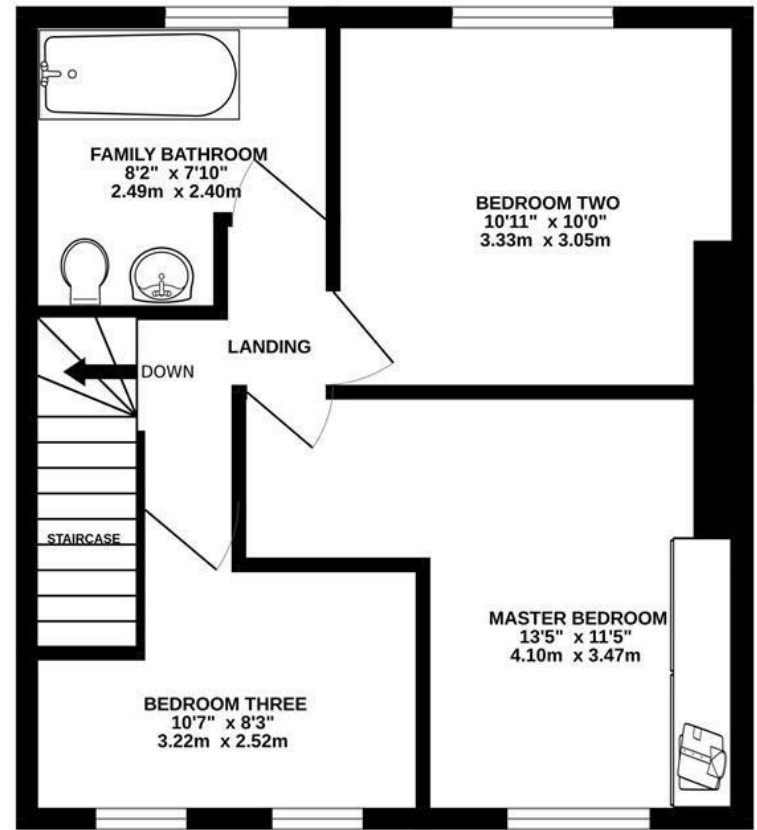 FAMILY BATHROOM
8'2" x 7'10"
2.49m x 2.40m
BEDROOM TWO
10'11" x 10'0"
3.33m x 3.05m
LANDING
DOWN
STAIRCASE
MASTER BEDROOM
13'5" x 11'5"
4.10m x 3.47m
BEDROOM THREE
10'7" x 8'3"
3.22m x 2.52m